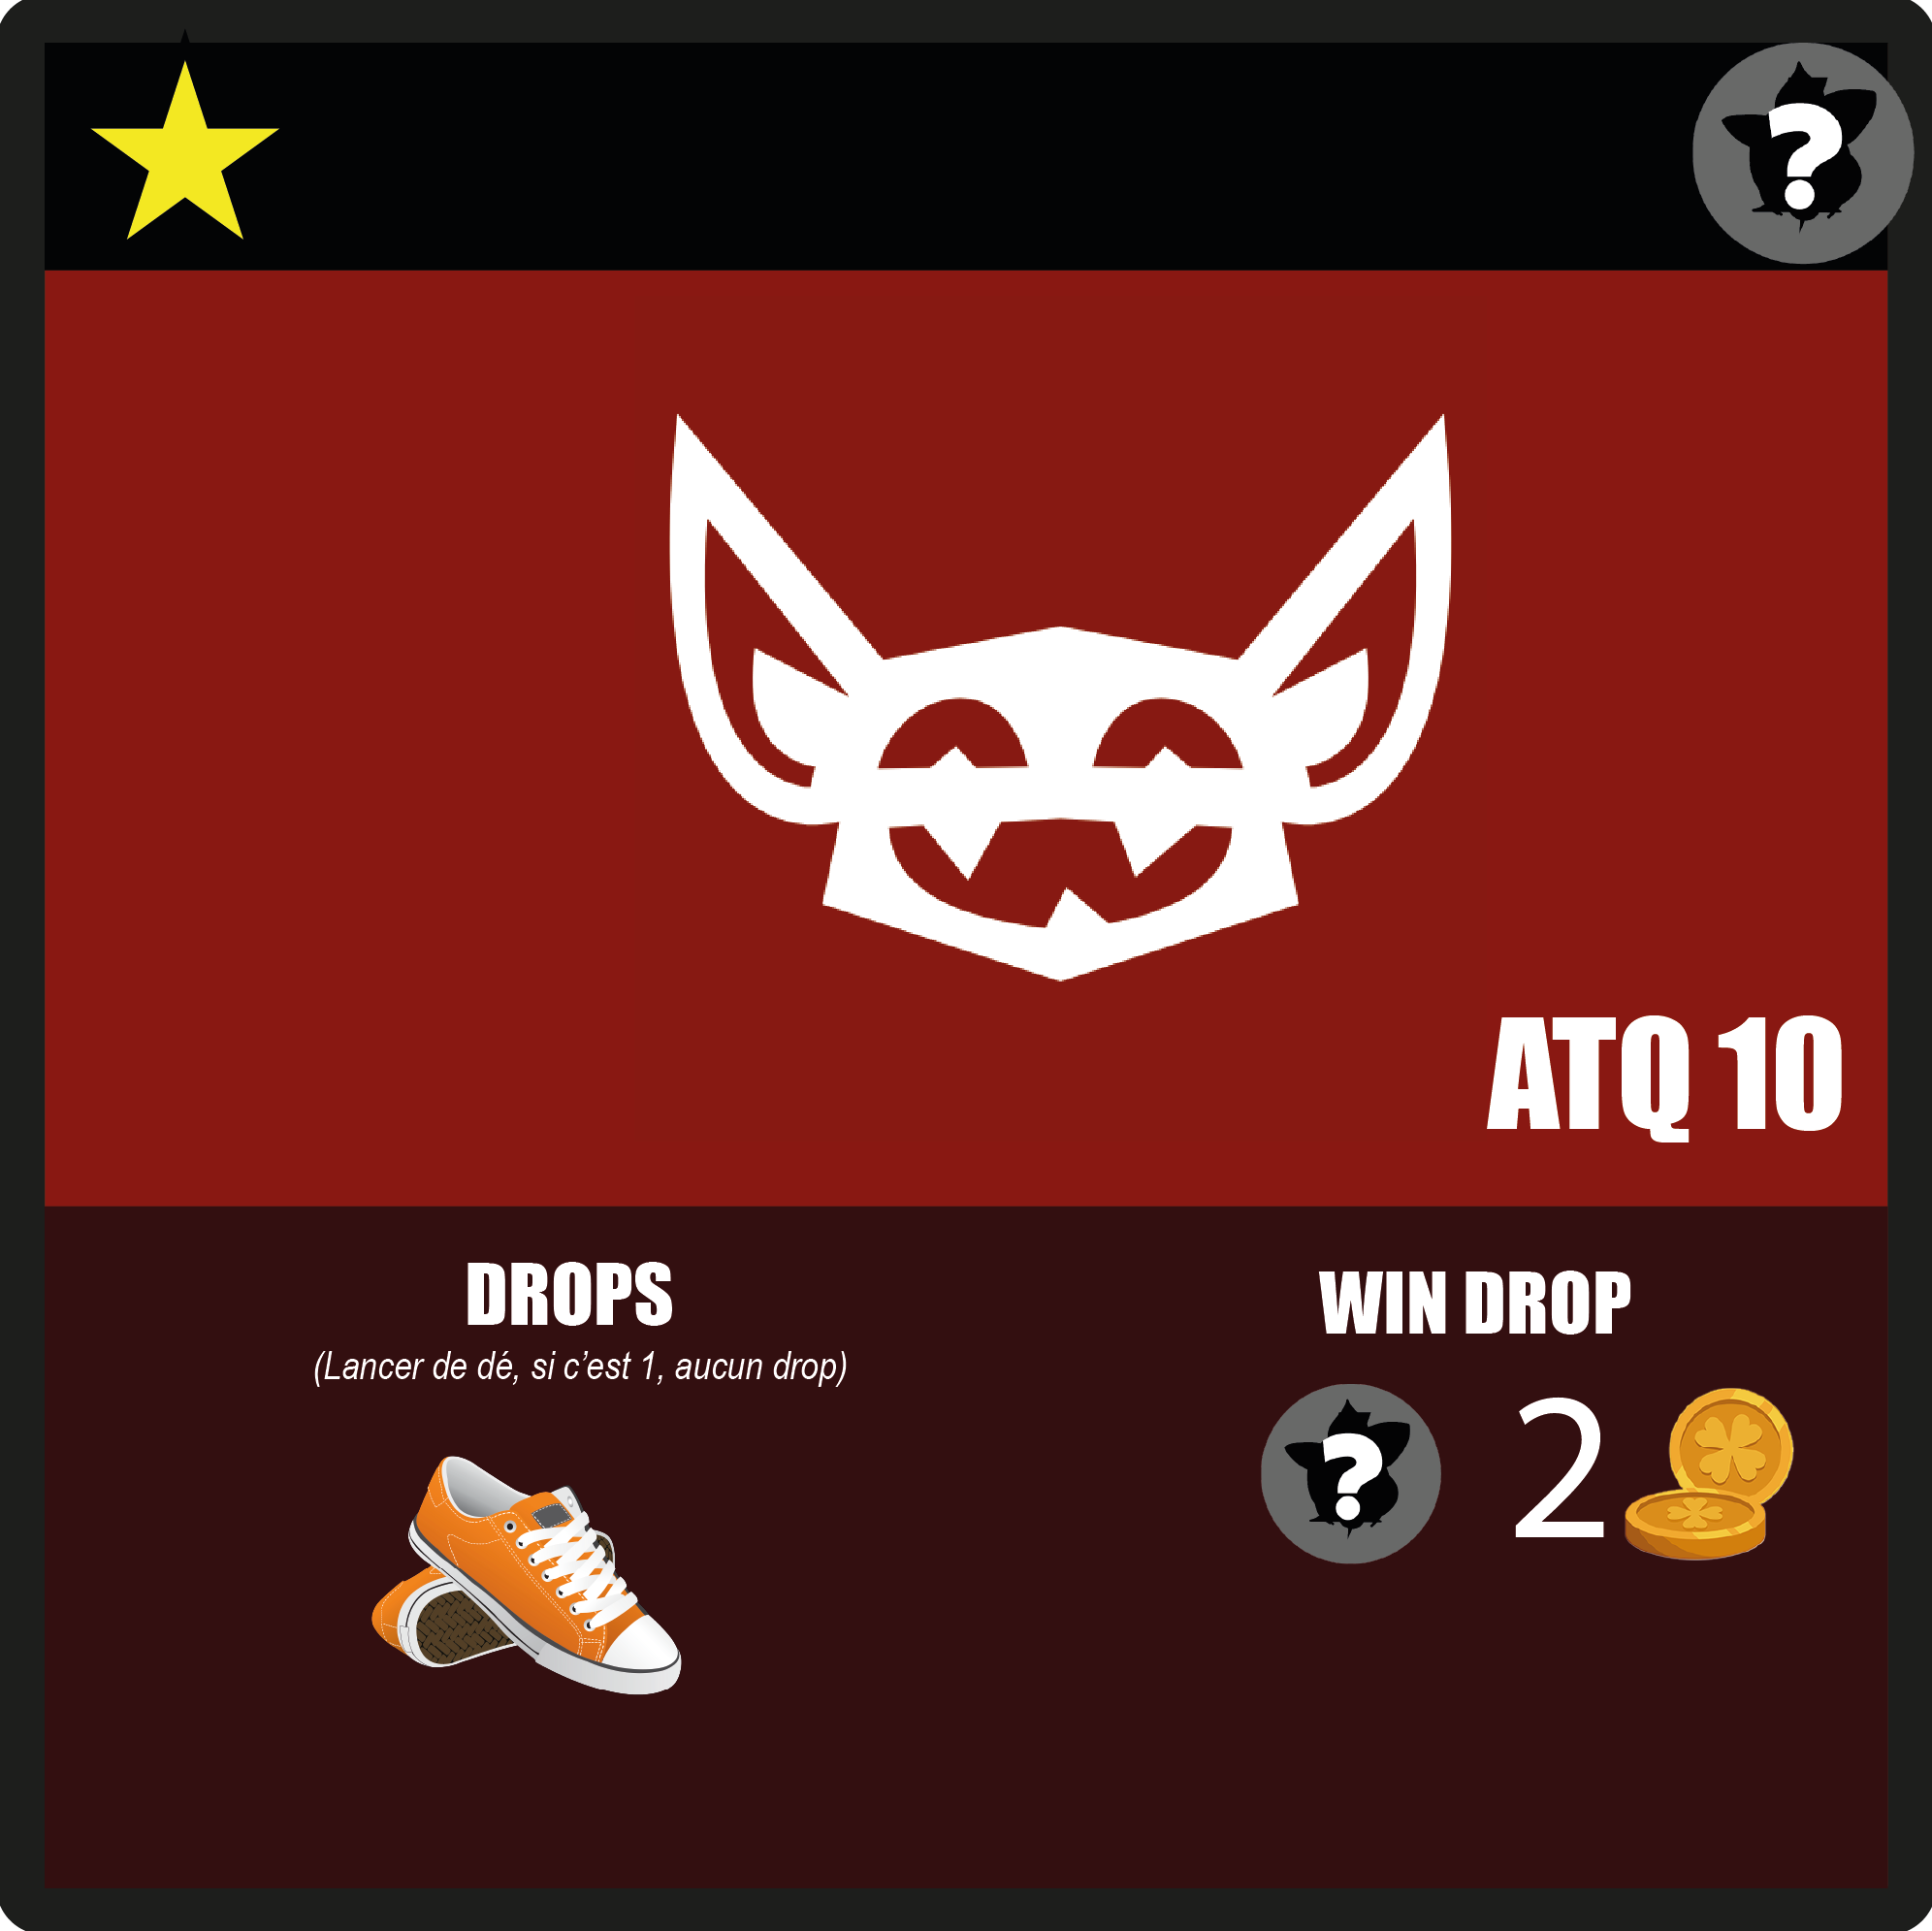 ?
ATQ 10
DROPS
(Lancer de dé, si c’est 1, aucun drop)
WIN DROP
?
2